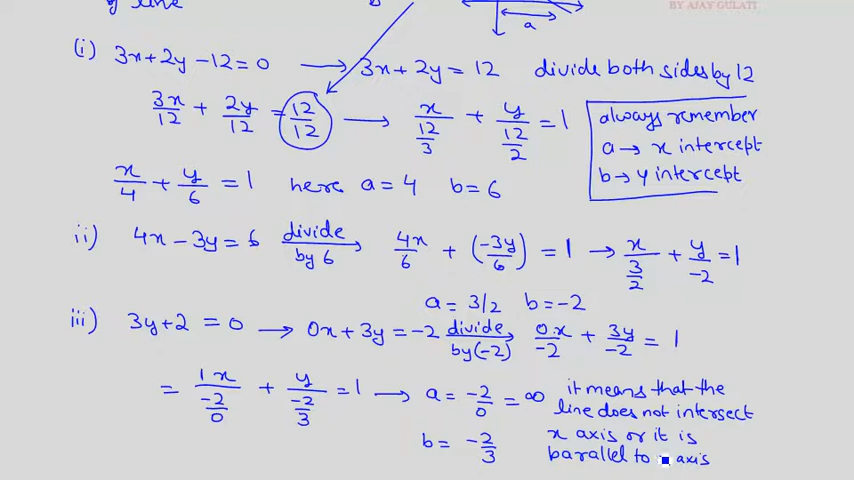 of line
BY AJAY GULATI
a
(i) 3x+2y-12=0 → 3x+2y=12 divide both sides by 12
3x/12 + 2y/12 = 12/12 → x/(12/3) + y/(12/2) = 1
always remember
a → x intercept
b → y intercept
x/4 + y/6 = 1 here a=4 b=6
ii) 4x-3y=6 divide by 6 → 4x/6 + (-3y/6) = 1 → x/(3/2) + y/-2 = 1
a=3/2 b=-2
iii) 3y+2=0 → 0x+3y=-2 divide by (-2) → 0x/-2 + 3y/-2 = 1
= 1x/(-2/0) + y/(-2/3) = 1 → a = -2/0 = ∞ it means that the
line does not intersect
b = -2/3 x axis or it is
parallel to axis